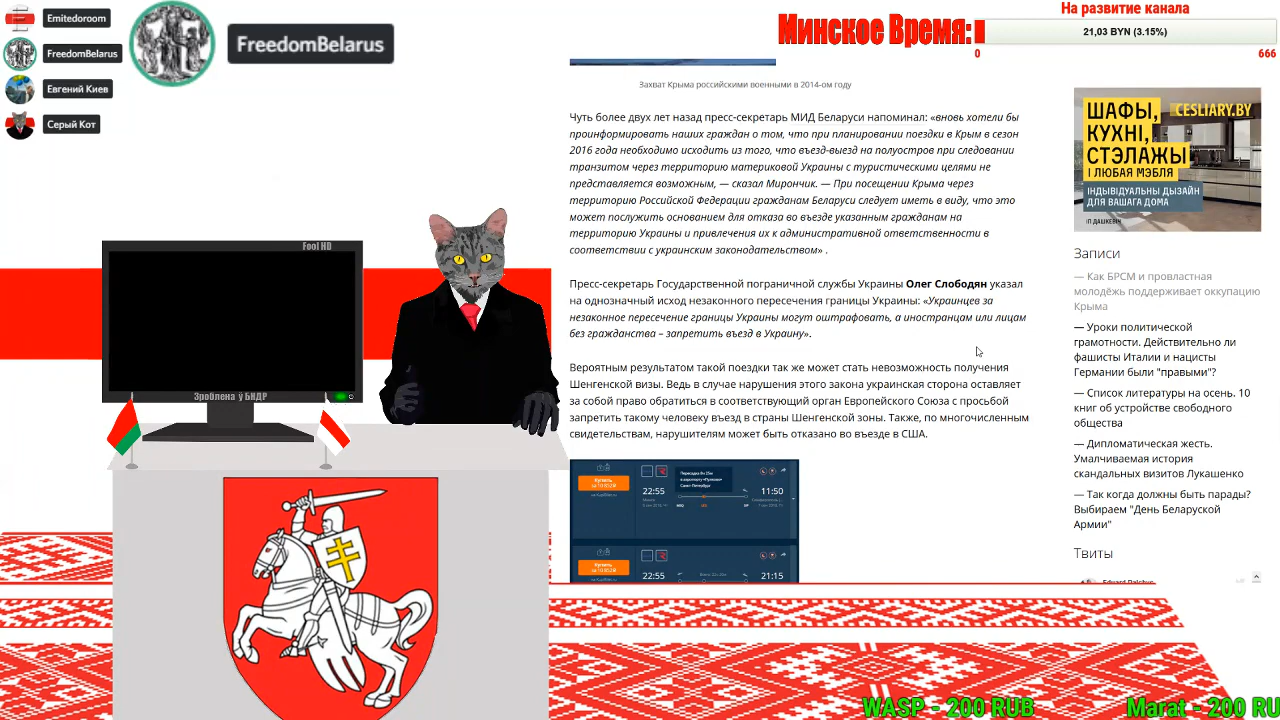 Emitedoroom
FreedomBelarus
Евгений Киев
Серый Кот
FreedomBelarus
Минское Время:
На развитие канала
21,03 BYN (3.15%)
0
666
Захват Крыма российскими военными в 2014-ом году
Чуть более двух лет назад пресс-секретарь МИД Беларуси напоминал: «вновь хотели бы
проинформировать наших граждан о том, что при планировании поездки в Крым в сезон
2016 года необходимо исходить из того, что въезд-выезд на полуостров при следовании
транзитом через территорию материковой Украины с туристическими целями не
представляется возможным, — сказал Мирончик. — При посещении Крыма через
территорию Российской Федерации гражданам Беларуси следует иметь в виду, что это
может послужить основанием для отказа во въезде указанным гражданам на
территорию Украины и привлечения их к административной ответственности в
соответствии с украинским законодательством» .
Пресс-секретарь Государственной пограничной службы Украины Олег Слободян указал
на однозначный исход незаконного пересечения границы Украины: «Украинцев за
незаконное пересечение границы Украины могут оштрафовать, а иностранцам или лицам
без гражданства – запретить въезд в Украину».
Вероятным результатом такой поездки так же может стать невозможность получения
Шенгенской визы. Ведь в случае нарушения этого закона украинская сторона оставляет
за собой право обратиться в соответствующий орган Европейского Союза с просьбой
запретить такому человеку въезд в страны Шенгенской зоны. Также, по многочисленным
свидетельствам, нарушителям может быть отказано во въезде в США.
22:55
11:50
22:55
21:15
ШАФЫ,
КУХНІ,
СТЭЛАЖЫ
І ЛЮБАЯ МЭБЛЯ
CESLIARY.BY
ІНДЫВІДУАЛЬНЫ ДЫЗАЙН
ДЛЯ ВАШАГА ДОМА
ІП ДАШКЕВІЧ
Записи
— Как БРСМ и провластная
молодёжь поддерживает оккупацию
Крыма
— Уроки политической
грамотности. Действительно ли
фашисты Италии и нацисты
Германии были "правыми"?
— Список литературы на осень. 10
книг об устройстве свободного
общества
— Дипломатическая жесть.
Умалчиваемая история
скандальных визитов Лукашенко
— Так когда должны быть парады?
Выбираем "День Беларуской
Армии"
Твиты
Fool HD
Зроблена ў БНДР
WASP - 200 RUB
Marat - 200 RU